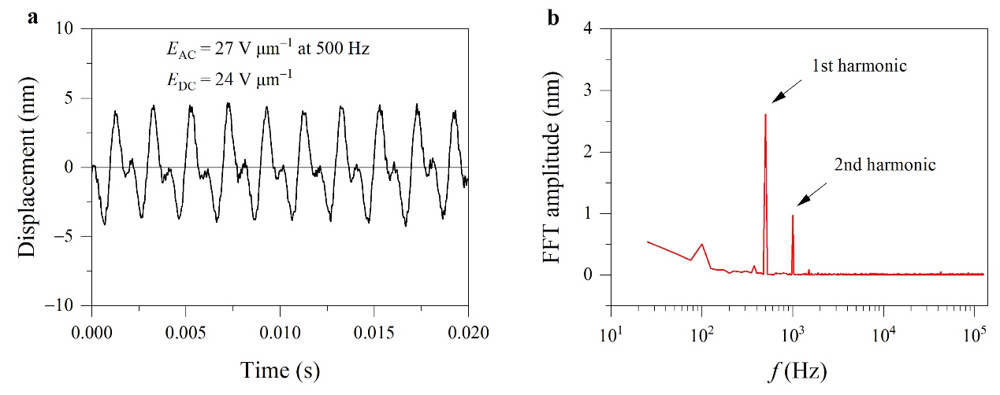 a
E_AC = 27 V μm⁻¹ at 500 Hz
E_DC = 24 V μm⁻¹
10
5
0
−5
−10
Displacement (nm)
0.000 0.005 0.010 0.015 0.020
Time (s)
b
1st harmonic
2nd harmonic
4
3
2
1
0
FFT amplitude (nm)
10¹ 10² 10³ 10⁴ 10⁵
f (Hz)